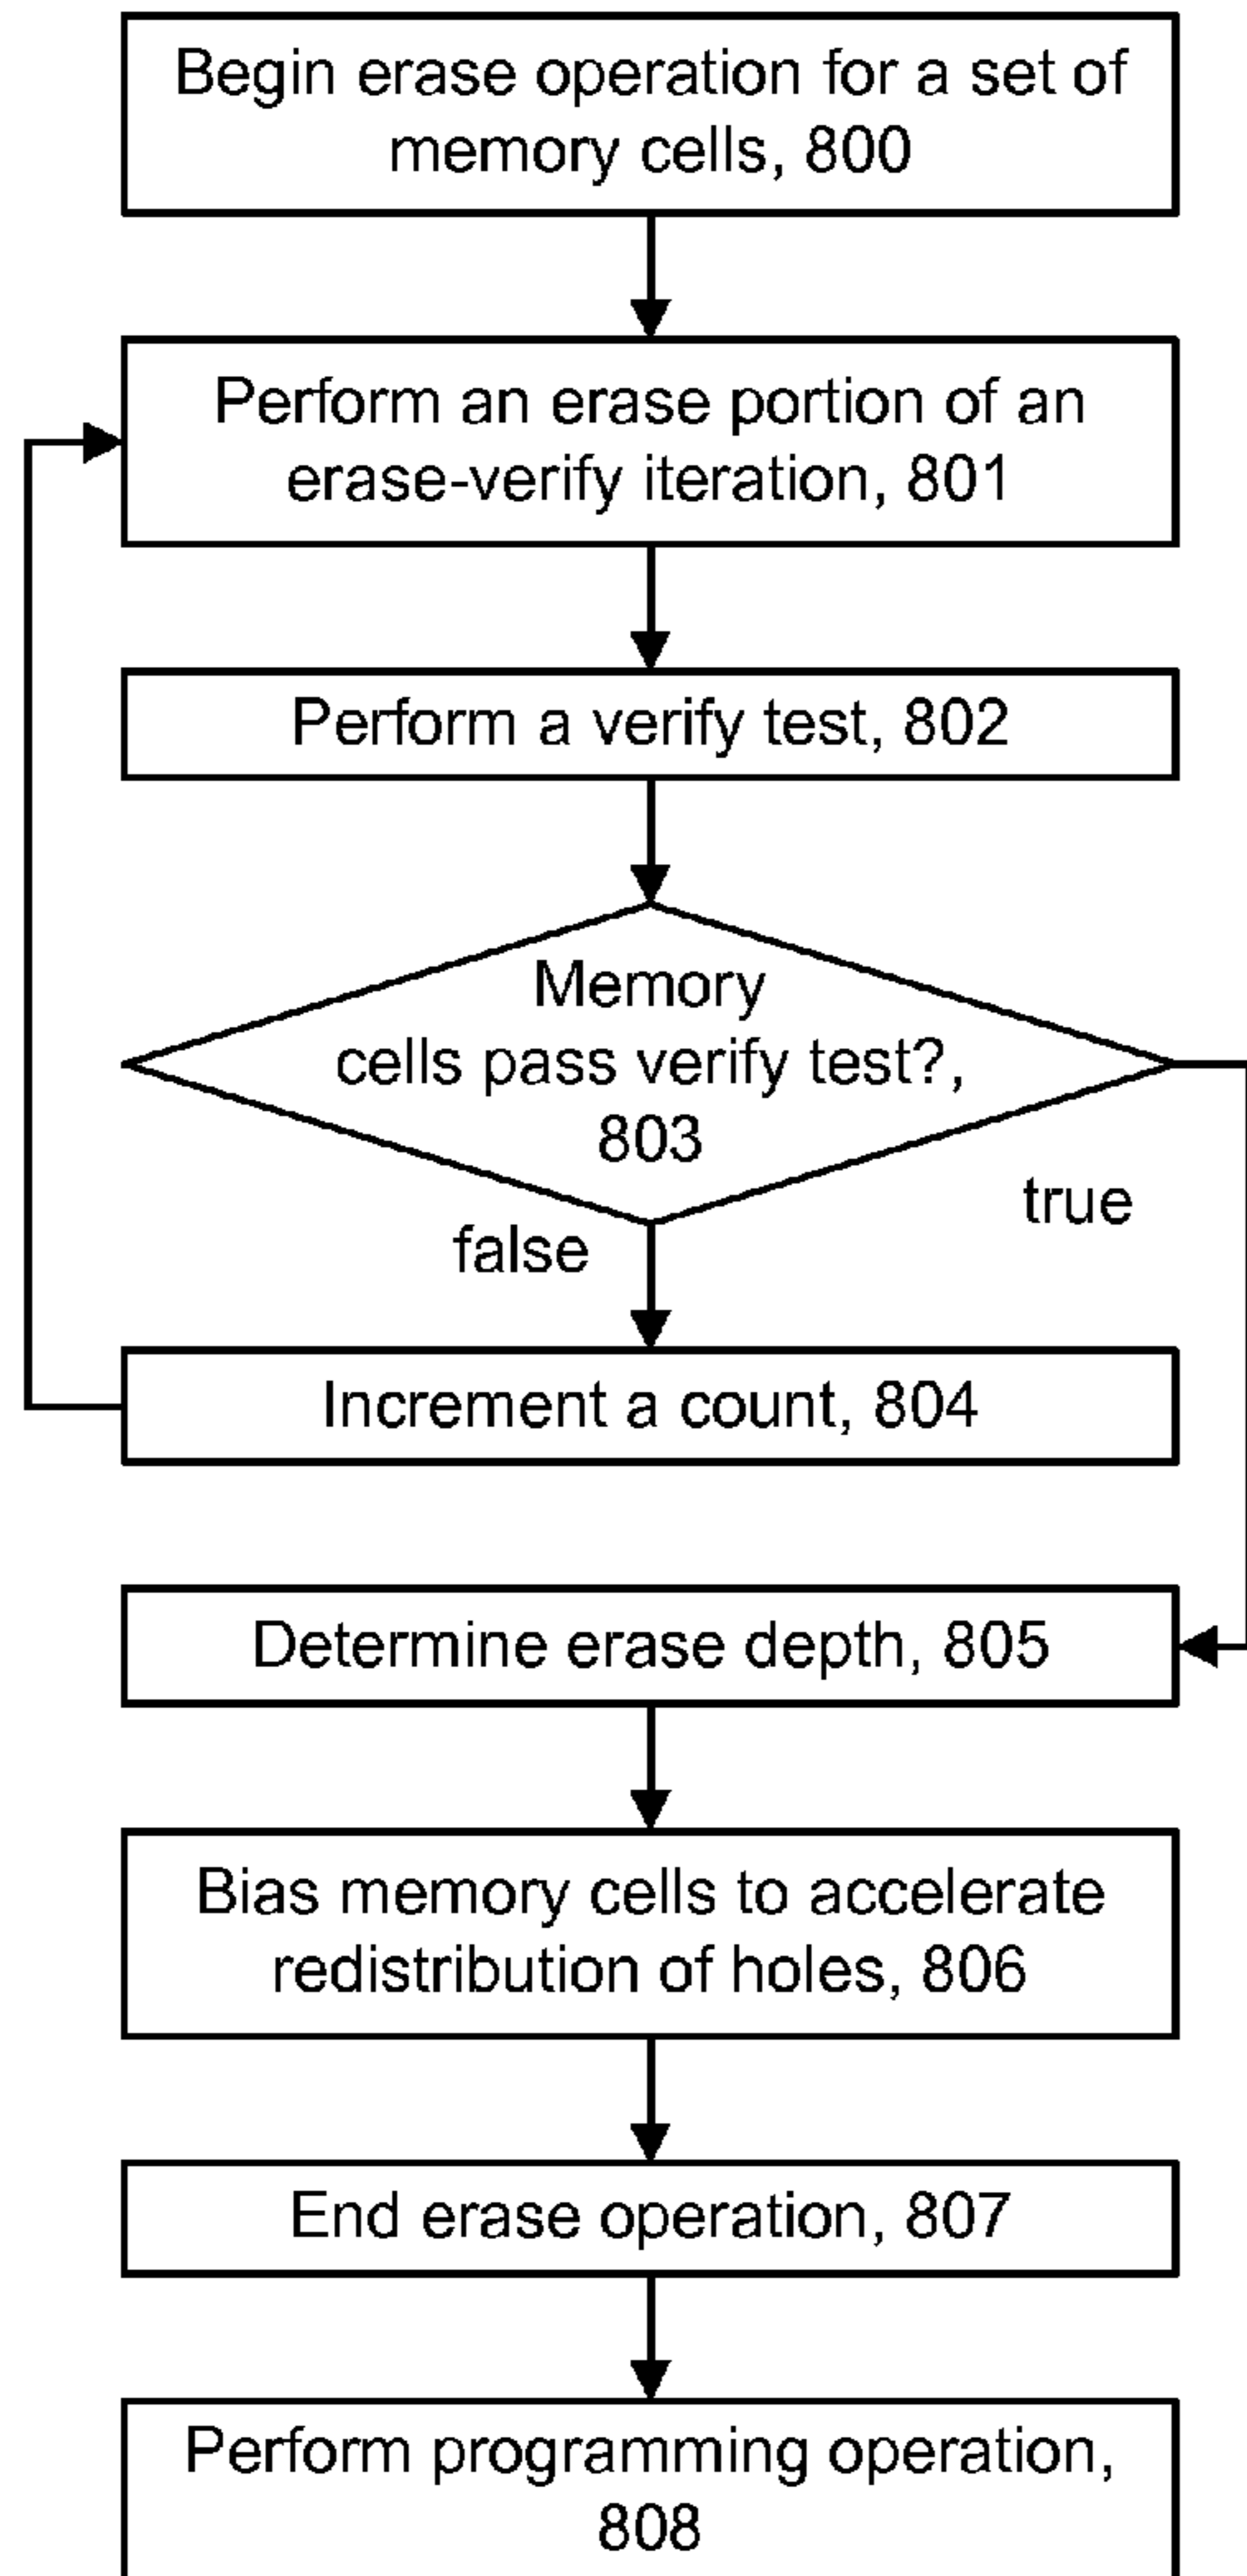 Begin erase operation for a set of
memory cells, 800
Perform an erase portion of an
erase-verify iteration, 801
Perform a verify test, 802
Memory
cells pass verify test?,
803
true
false
Increment a count, 804
Determine erase depth, 805
Bias memory cells to accelerate
redistribution of holes, 806
End erase operation, 807
Perform programming operation,
808